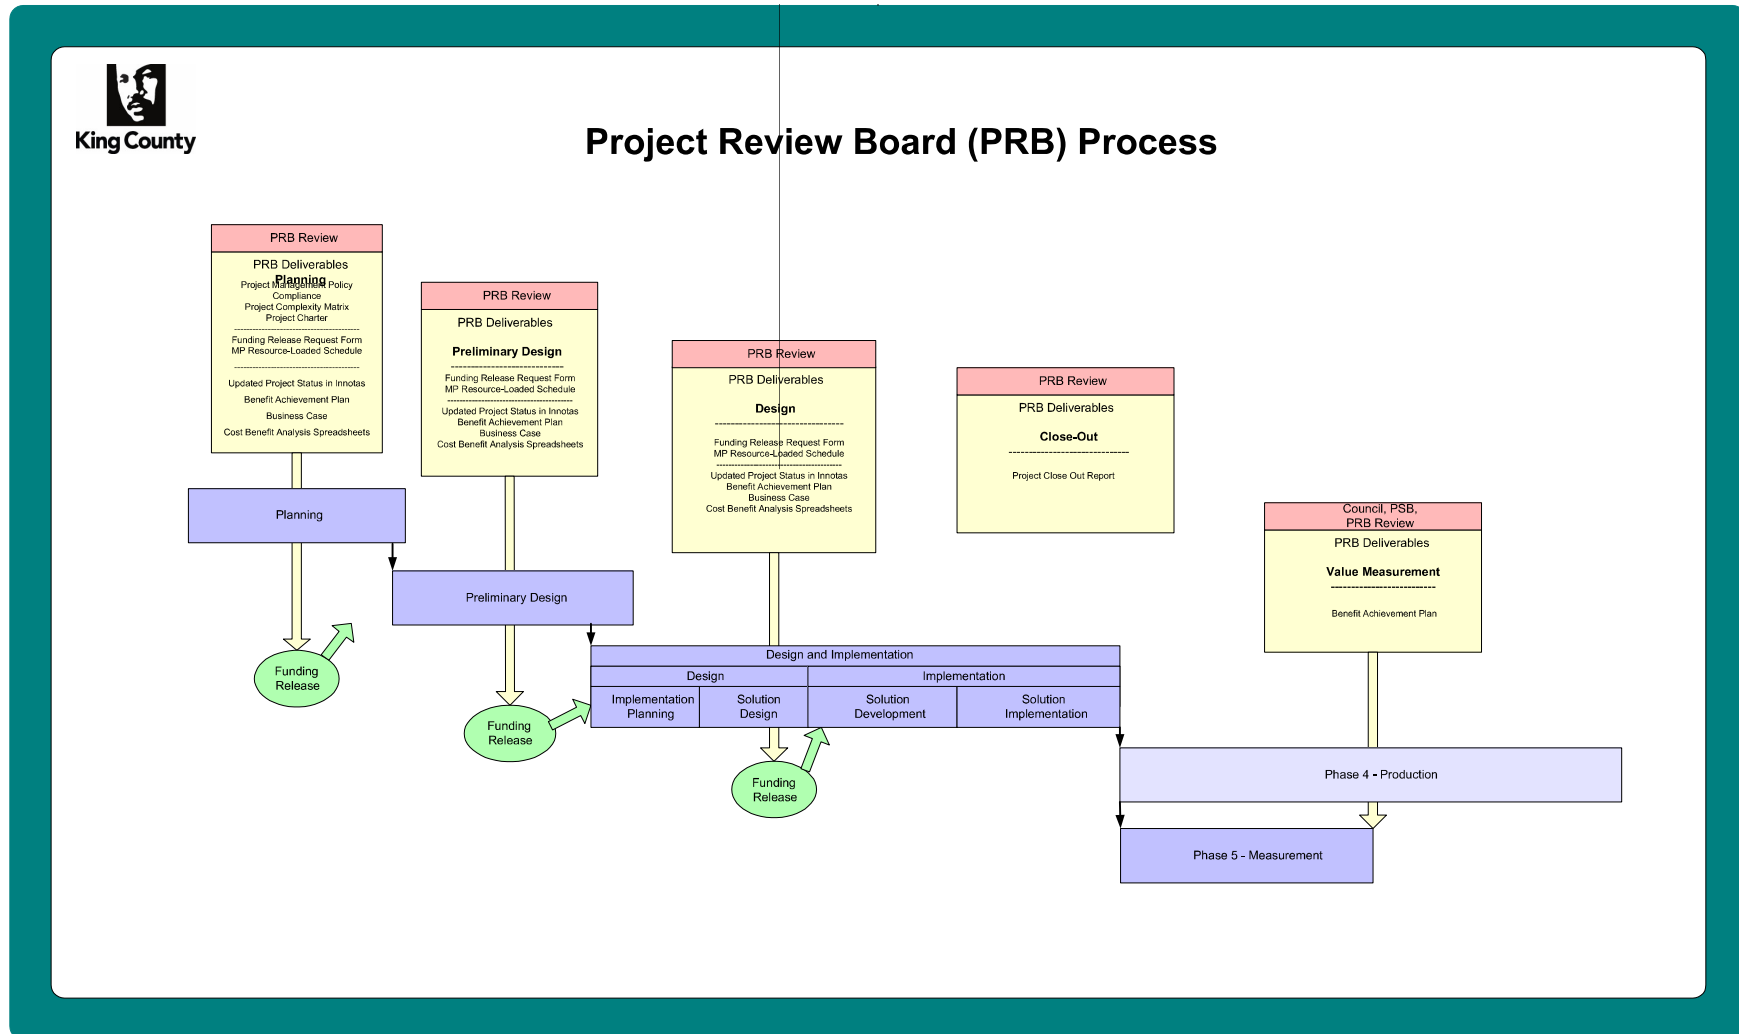 King County
Project Review Board (PRB) Process
PRB Review
PRB Deliverables
Planning
Project Management Policy
Compliance
Project Complexity Matrix
Project Charter
------------------------------------------
Funding Release Request Form
MP Resource-Loaded Schedule
------------------------------------------
Updated Project Status in Innotas
Benefit Achievement Plan
Business Case
Cost Benefit Analysis Spreadsheets
PRB Review
PRB Deliverables
Preliminary Design
----------------------------
Funding Release Request Form
MP Resource-Loaded Schedule
------------------------------------------
Updated Project Status in Innotas
Benefit Achievement Plan
Business Case
Cost Benefit Analysis Spreadsheets
PRB Review
PRB Deliverables
Design
--------------------------------
Funding Release Request Form
MP Resource-Loaded Schedule
------------------------------------------
Updated Project Status in Innotas
Benefit Achievement Plan
Business Case
Cost Benefit Analysis Spreadsheets
PRB Review
PRB Deliverables
Close-Out
------------------------------
Project Close Out Report
Council, PSB,
PRB Review
PRB Deliverables
Value Measurement
--------------------------
Benefit Achievement Plan
Planning
Preliminary Design
Funding
Release
Funding
Release
Design and Implementation
Design
Implementation
Implementation
Planning
Solution
Design
Solution
Development
Solution
Implementation
Funding
Release
Phase 4 - Production
Phase 5 - Measurement